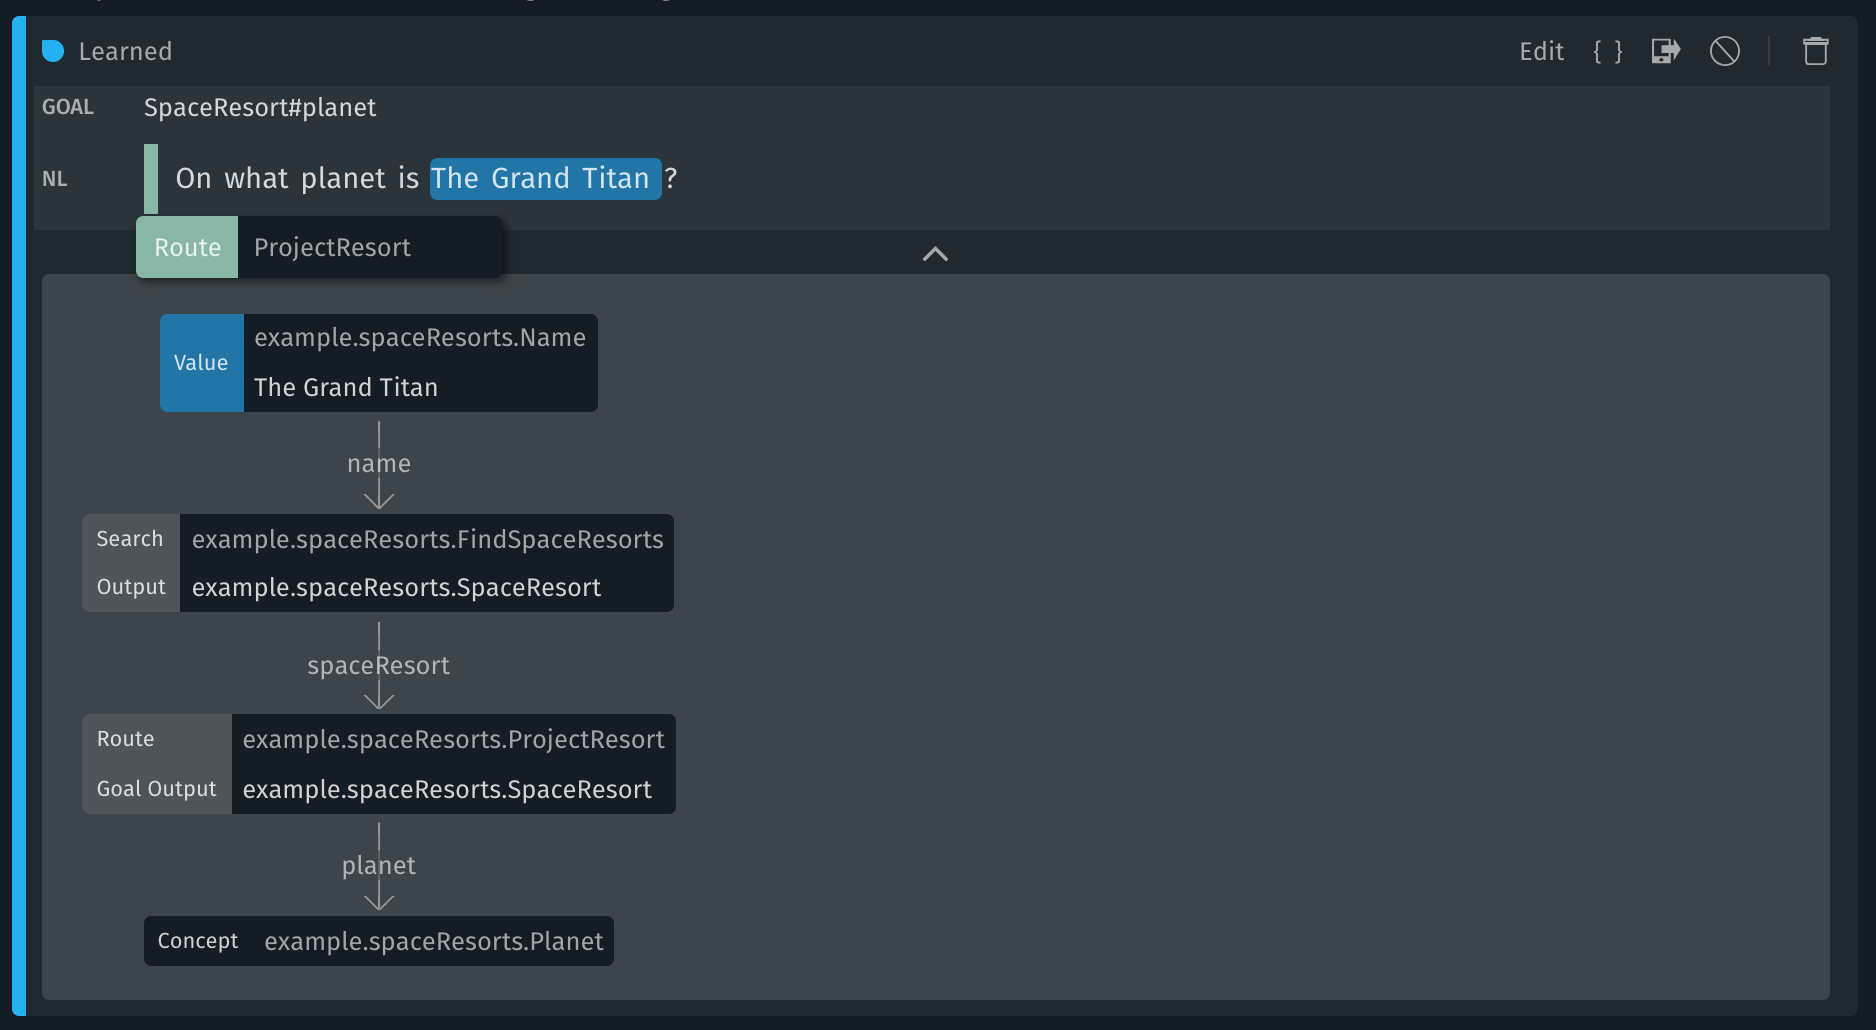 Learned
Edit { }
GOAL SpaceResort#planet
NL On what planet is The Grand Titan ?
Route ProjectResort
Value example.spaceResorts.Name
The Grand Titan
name
Search example.spaceResorts.FindSpaceResorts
Output example.spaceResorts.SpaceResort
spaceResort
Route example.spaceResorts.ProjectResort
Goal Output example.spaceResorts.SpaceResort
planet
Concept example.spaceResorts.Planet